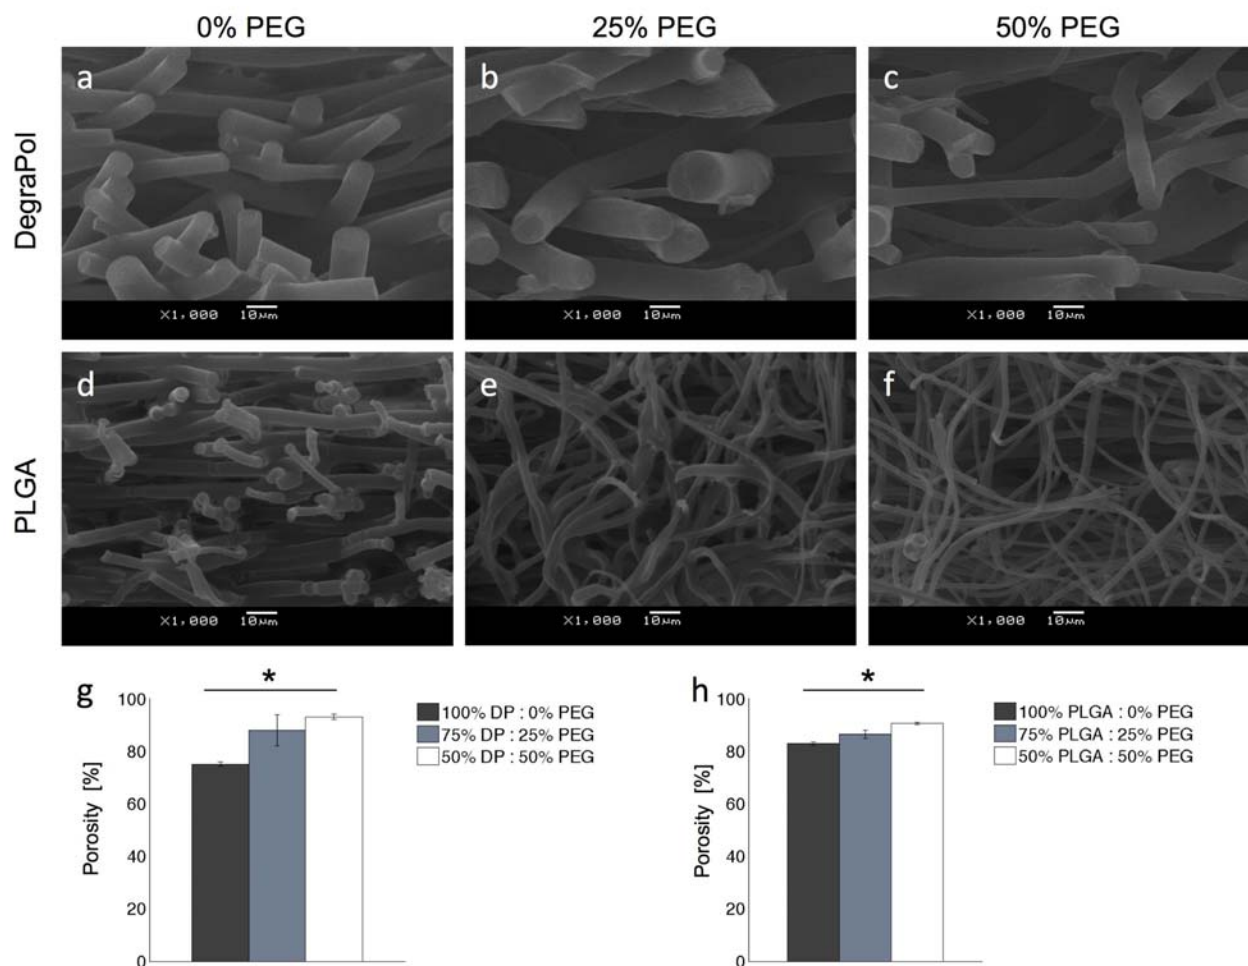 0% PEG 25% PEG 50% PEG
DegraPol
a b c
×1,000 10μm ×1,000 10μm ×1,000 10μm
PLGA
d e f
×1,000 10μm ×1,000 10μm ×1,000 10μm
g
*
Porosity [%]
100
80
60
40
20
0
100% DP : 0% PEG
75% DP : 25% PEG
50% DP : 50% PEG
h
*
Porosity [%]
100
80
60
40
20
0
100% PLGA : 0% PEG
75% PLGA : 25% PEG
50% PLGA : 50% PEG